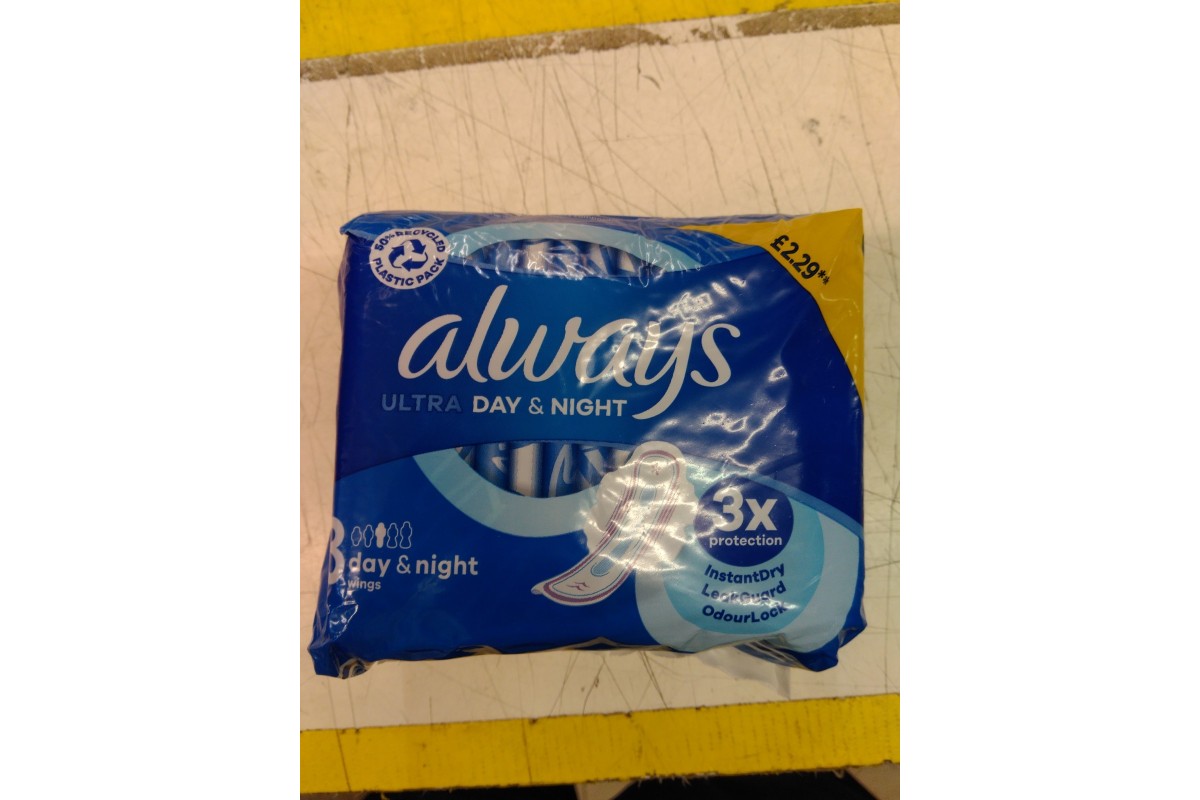 50% RECYCLED
PLASTIC PACK
£2.29**
always
ULTRA DAY & NIGHT
3x
protection
InstantDry
LeakGuard
OdourLock
day & night
wings